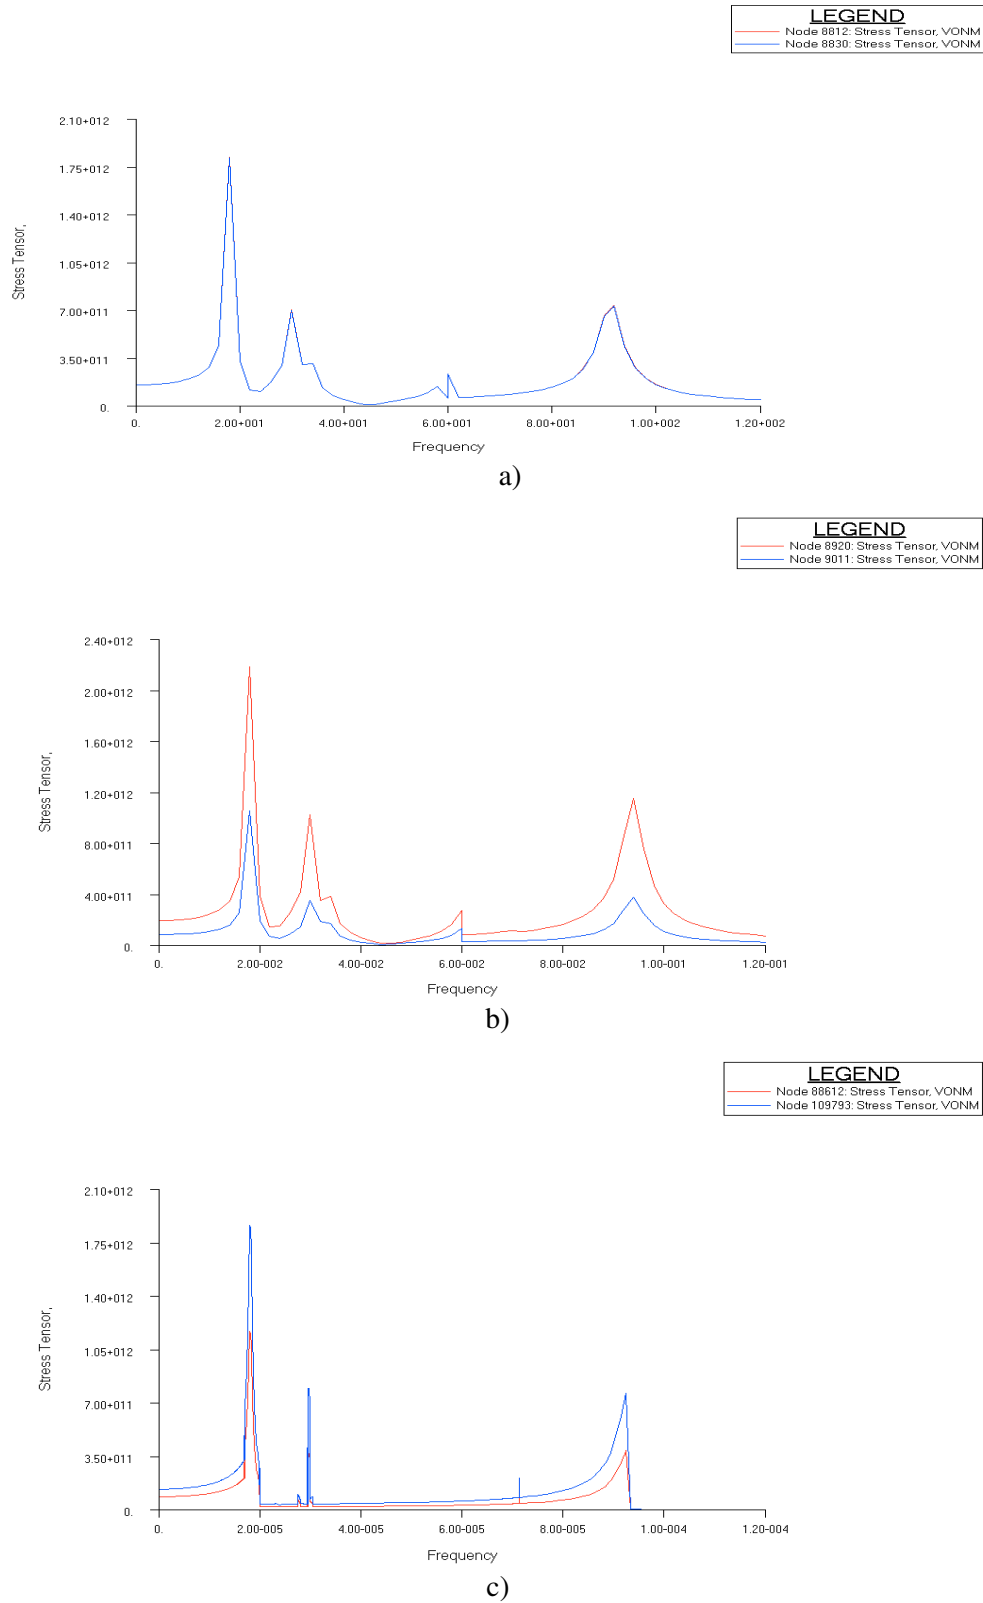 LEGEND
Node 8812: Stress Tensor, VONM
Node 8830: Stress Tensor, VONM
2.10+012
1.75+012
1.40+012
1.05+012
7.00+011
3.50+011
0.
Stress Tensor,
0. 2.00+001 4.00+001 6.00+001 8.00+001 1.00+002 1.20+002
Frequency
a)
LEGEND
Node 8920: Stress Tensor, VONM
Node 9011: Stress Tensor, VONM
2.40+012
2.00+012
1.60+012
1.20+012
8.00+011
4.00+011
0.
Stress Tensor,
0. 2.00-002 4.00-002 6.00-002 8.00-002 1.00-001 1.20-001
Frequency
b)
LEGEND
Node 88612: Stress Tensor, VONM
Node 109793: Stress Tensor, VONM
2.10+012
1.75+012
1.40+012
1.05+012
7.00+011
3.50+011
0.
Stress Tensor,
0. 2.00-005 4.00-005 6.00-005 8.00-005 1.00-004 1.20-004
Frequency
c)